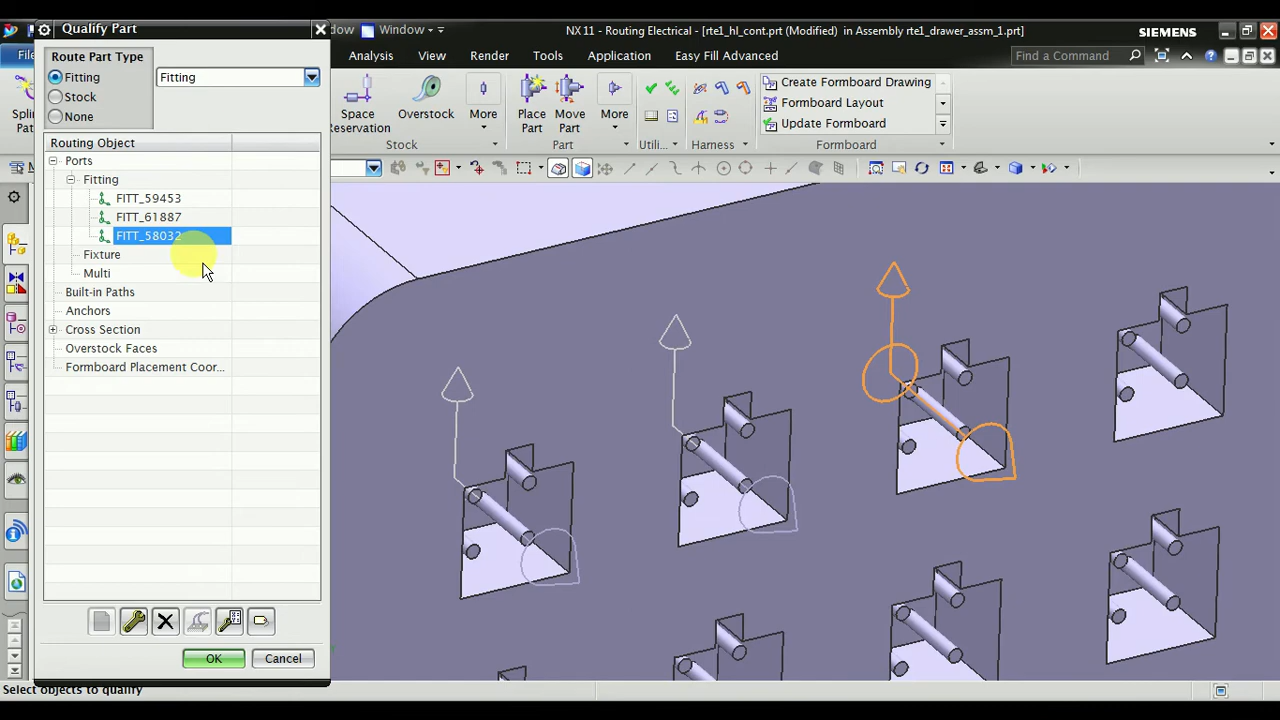 Qualify Part
ndow
Window
NX 11 - Routing Electrical - [rte1_hl_cont.prt (Modified)  in Assembly rte1_drawer_assm_1.prt]
SIEMENS
Fil
Route Part Type
Fitting
Stock
None
Fitting
Analysis
View
Render
Tools
Application
Easy Fill Advanced
Find a Command
Spli
Pat
Space
Reservation
Overstock
More
Stock
Place
Part
Move
Part
More
Part
Utili...
Harness
Create Formboard Drawing
Formboard Layout
Update Formboard
Formboard
M
Routing Object
Ports
Fitting
FITT_59453
FITT_61887
FITT_58032
Fixture
Multi
Built-in Paths
Anchors
Cross Section
Overstock Faces
Formboard Placement Coor...
OK
Cancel
Select objects to qualify